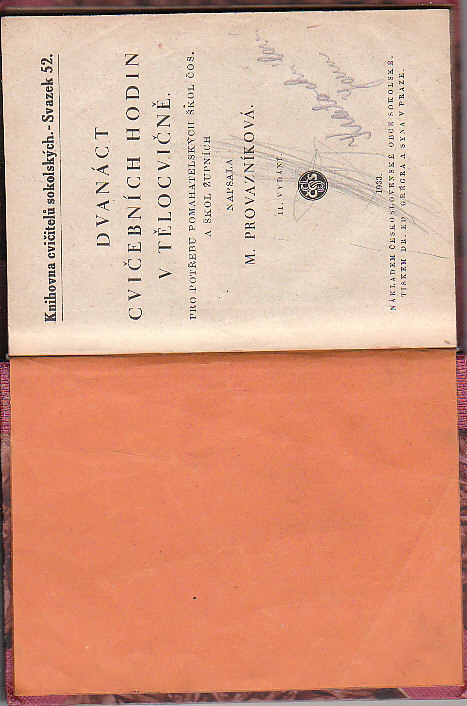 Knihovna cvičitelů sokolských. - Svazek 52.
DVANÁCT
CVIČEBNÍCH HODIN
V TĚLOCVIČNĚ.
PRO POTŘEBU POMAHATELSKÝCH ŠKOL ČOS.
A ŠKOL ŽUPNÍCH
NAPSALA
M. PROVAZNÍKOVÁ.
II. VYDÁNÍ
1933.
NÁKLADEM ČESKOSLOVENSKÉ OBCE SOKOLSKÉ.
TISKEM DR. ED. GRÉGRA A SYNA V PRAZE.